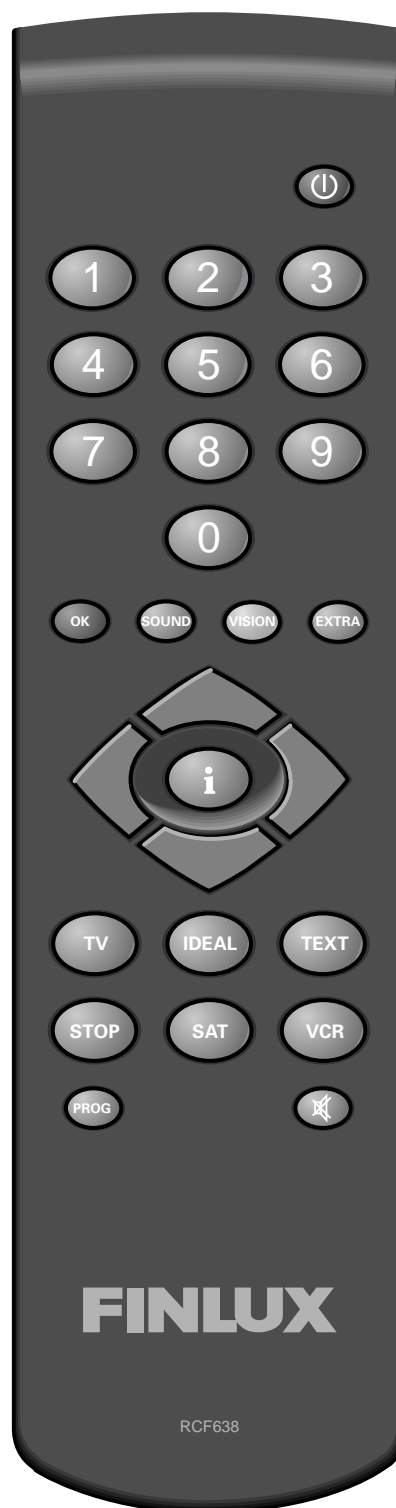 1 2 3
4 5 6
7 8 9
0
OK SOUND VISION EXTRA
i
TV IDEAL TEXT
STOP SAT VCR
PROG
FINLUX
RCF638